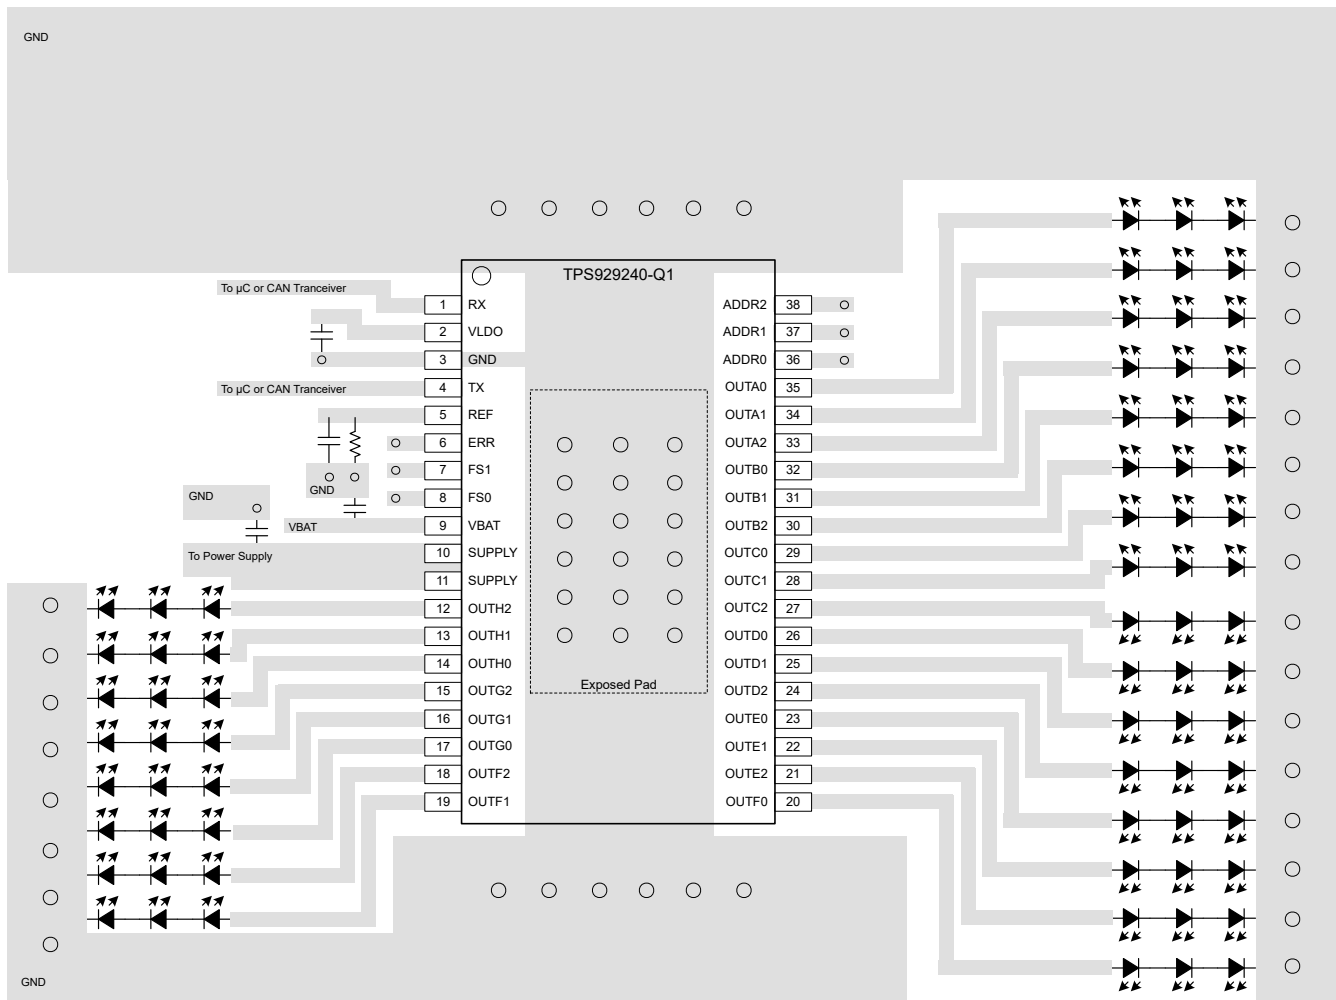 GND
TPS929240-Q1
To µC or CAN Tranceiver
1 RX
ADDR2 38
2 VLDO
ADDR1 37
3 GND
ADDR0 36
To µC or CAN Tranceiver
4 TX
OUTA0 35
5 REF
OUTA1 34
6 ERR
OUTA2 33
7 FS1
OUTB0 32
GND
8 FS0
OUTB1 31
GND
VBAT
9 VBAT
OUTB2 30
To Power Supply
10 SUPPLY
OUTC0 29
11 SUPPLY
OUTC1 28
12 OUTH2
OUTC2 27
13 OUTH1
OUTD0 26
14 OUTH0
OUTD1 25
15 OUTG2
OUTD2 24
Exposed Pad
16 OUTG1
OUTE0 23
17 OUTG0
OUTE1 22
18 OUTF2
OUTE2 21
19 OUTF1
OUTF0 20
GND